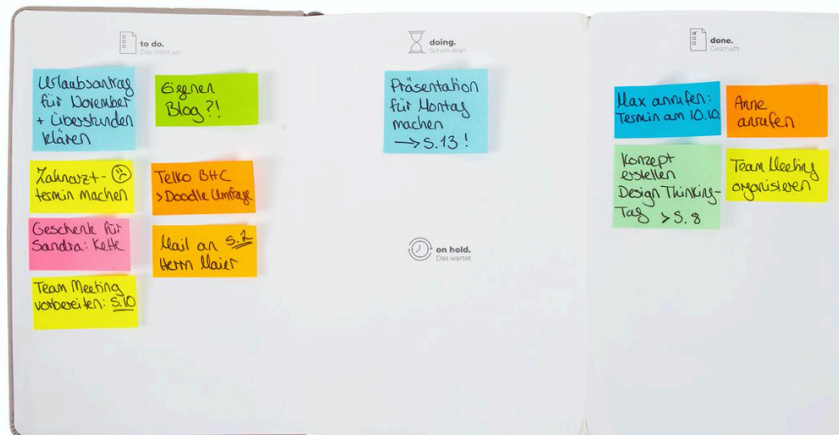 to do.
Das steht an:
Urlaubsantrag
für November
+ Überstunden
klären
Eigenen
Blog?!
Zahnarzt-
termin machen
Telko BHC
> Doodle Umfrage
Geschenk für
Sandra: Kette
Mail an S.2
Herrn Maier
Team Meeting
vorbereiten: S.10
doing.
Schon dran
Präsentation
für Montag
machen
→ S.13!
on hold.
Das wartet
done.
Geschafft
Max anrufen:
Termin am 10.10.
Anne
anrufen
Konzept
erstellen
Design Thinking-
Tag > S.8
Team Meeting
organisieren